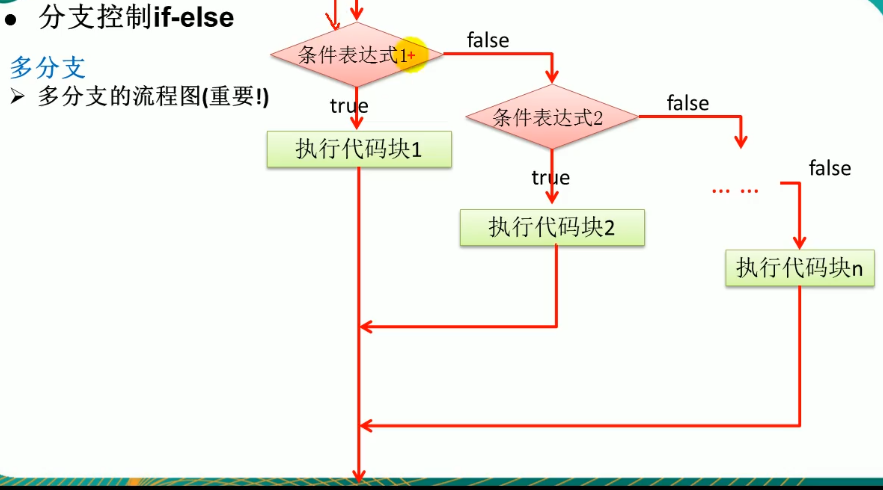 ● 分支控制if-else
多分支
➢ 多分支的流程图(重要!)
条件表达式1
false
true
执行代码块1
条件表达式2
false
true
执行代码块2
... ...
false
执行代码块n